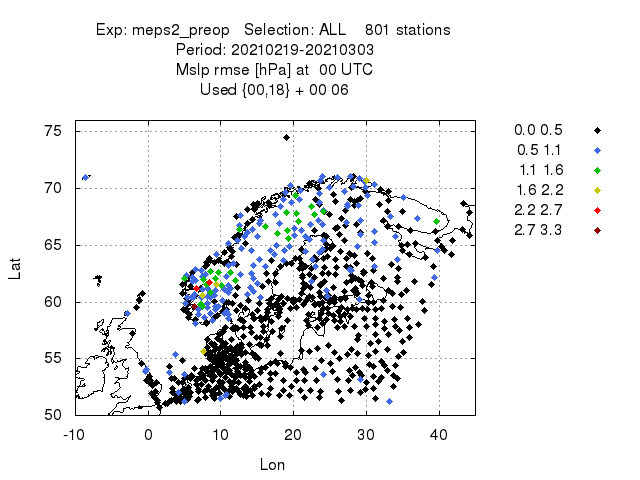 Exp: meps2_preop   Selection: ALL    801 stations
Period: 20210219-20210303
Mslp rmse [hPa] at  00 UTC
Used {00,18} + 00 06
0.0 0.5
0.5 1.1
1.1 1.6
1.6 2.2
2.2 2.7
2.7 3.3
75
70
65
60
55
50
Lat
-10 0 10 20 30 40
Lon